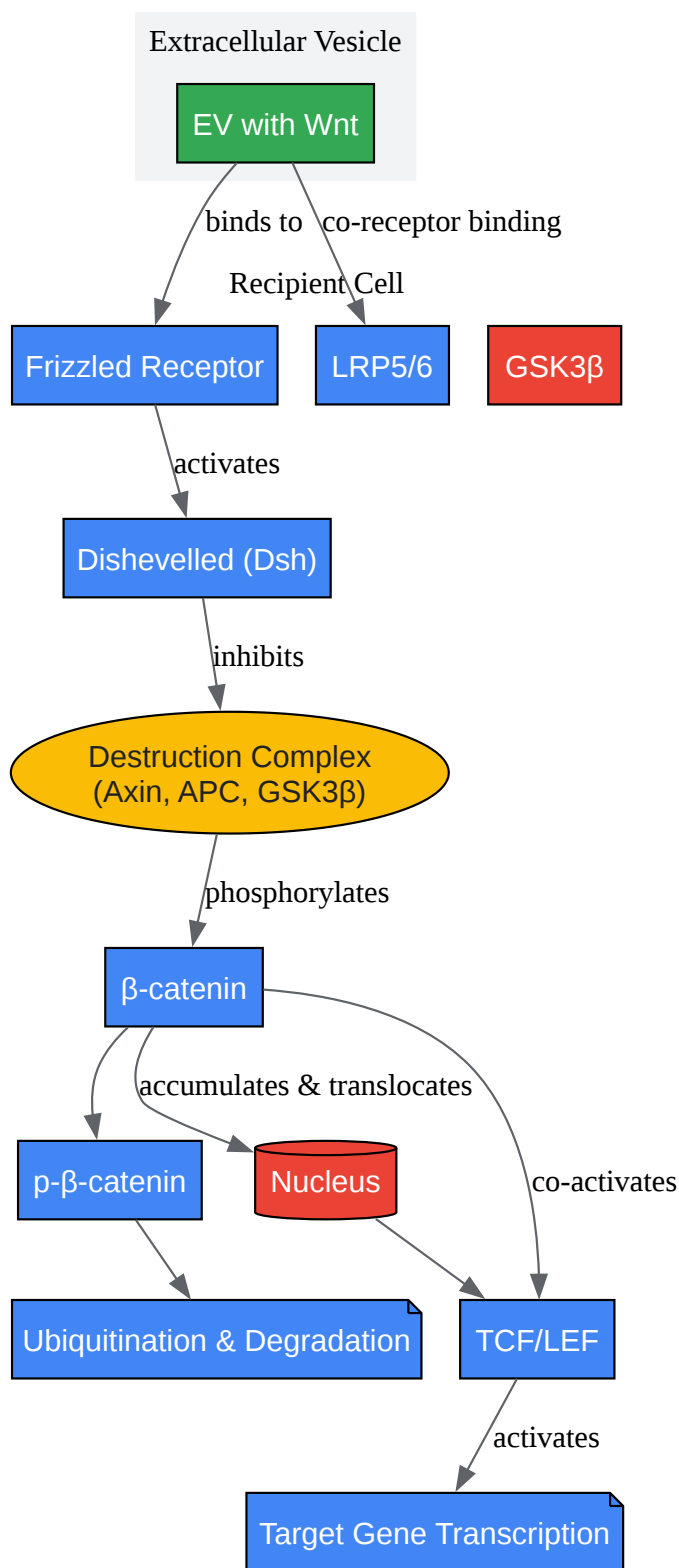 Extracellular Vesicle
EV with Wnt
binds to
co-receptor binding
Recipient Cell
Frizzled Receptor
LRP5/6
GSK3β
activates
Dishevelled (Dsh)
inhibits
Destruction Complex
(Axin, APC, GSK3β)
phosphorylates
β-catenin
accumulates & translocates
p-β-catenin
Nucleus
co-activates
Ubiquitination & Degradation
TCF/LEF
activates
Target Gene Transcription